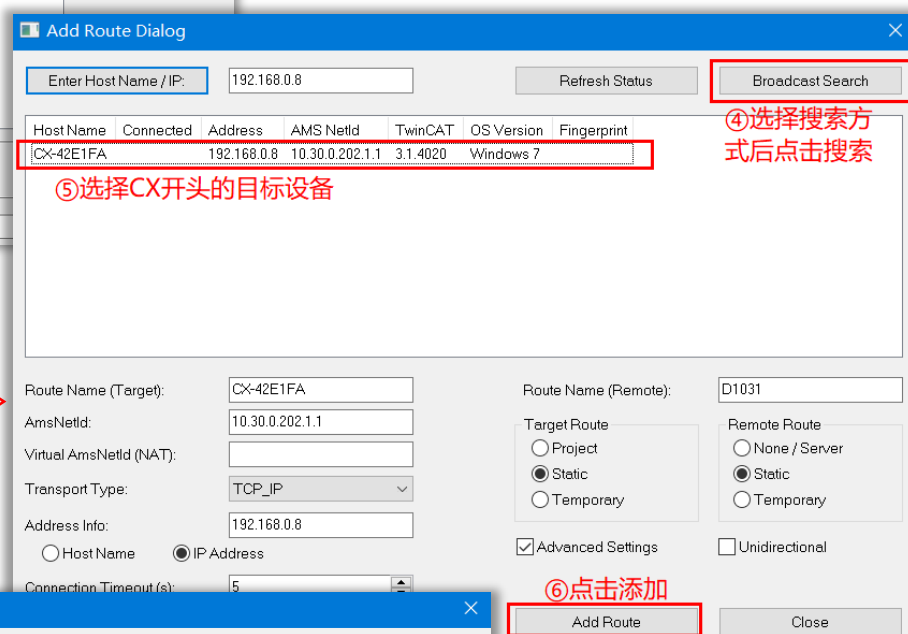 Add Route Dialog
Enter Host Name / IP: 192.168.0.8 Refresh Status Broadcast Search
④选择搜索方
式后点击搜索
Host Name Connected Address AMS NetId TwinCAT OS Version Fingerprint
CX-42E1FA 192.168.0.8 10.30.0.202.1.1 3.1.4020 Windows 7
⑤选择CX开头的目标设备
Route Name (Target): CX-42E1FA Route Name (Remote): D1031
AmsNetId: 10.30.0.202.1.1 Target Route Remote Route
Virtual AmsNetId (NAT): Project None / Server
Transport Type: TCP_IP Static Static
Temporary Temporary
Address Info: 192.168.0.8
Host Name IP Address Advanced Settings Unidirectional
Connection Timeout (s): 5
⑥点击添加
Add Route Close